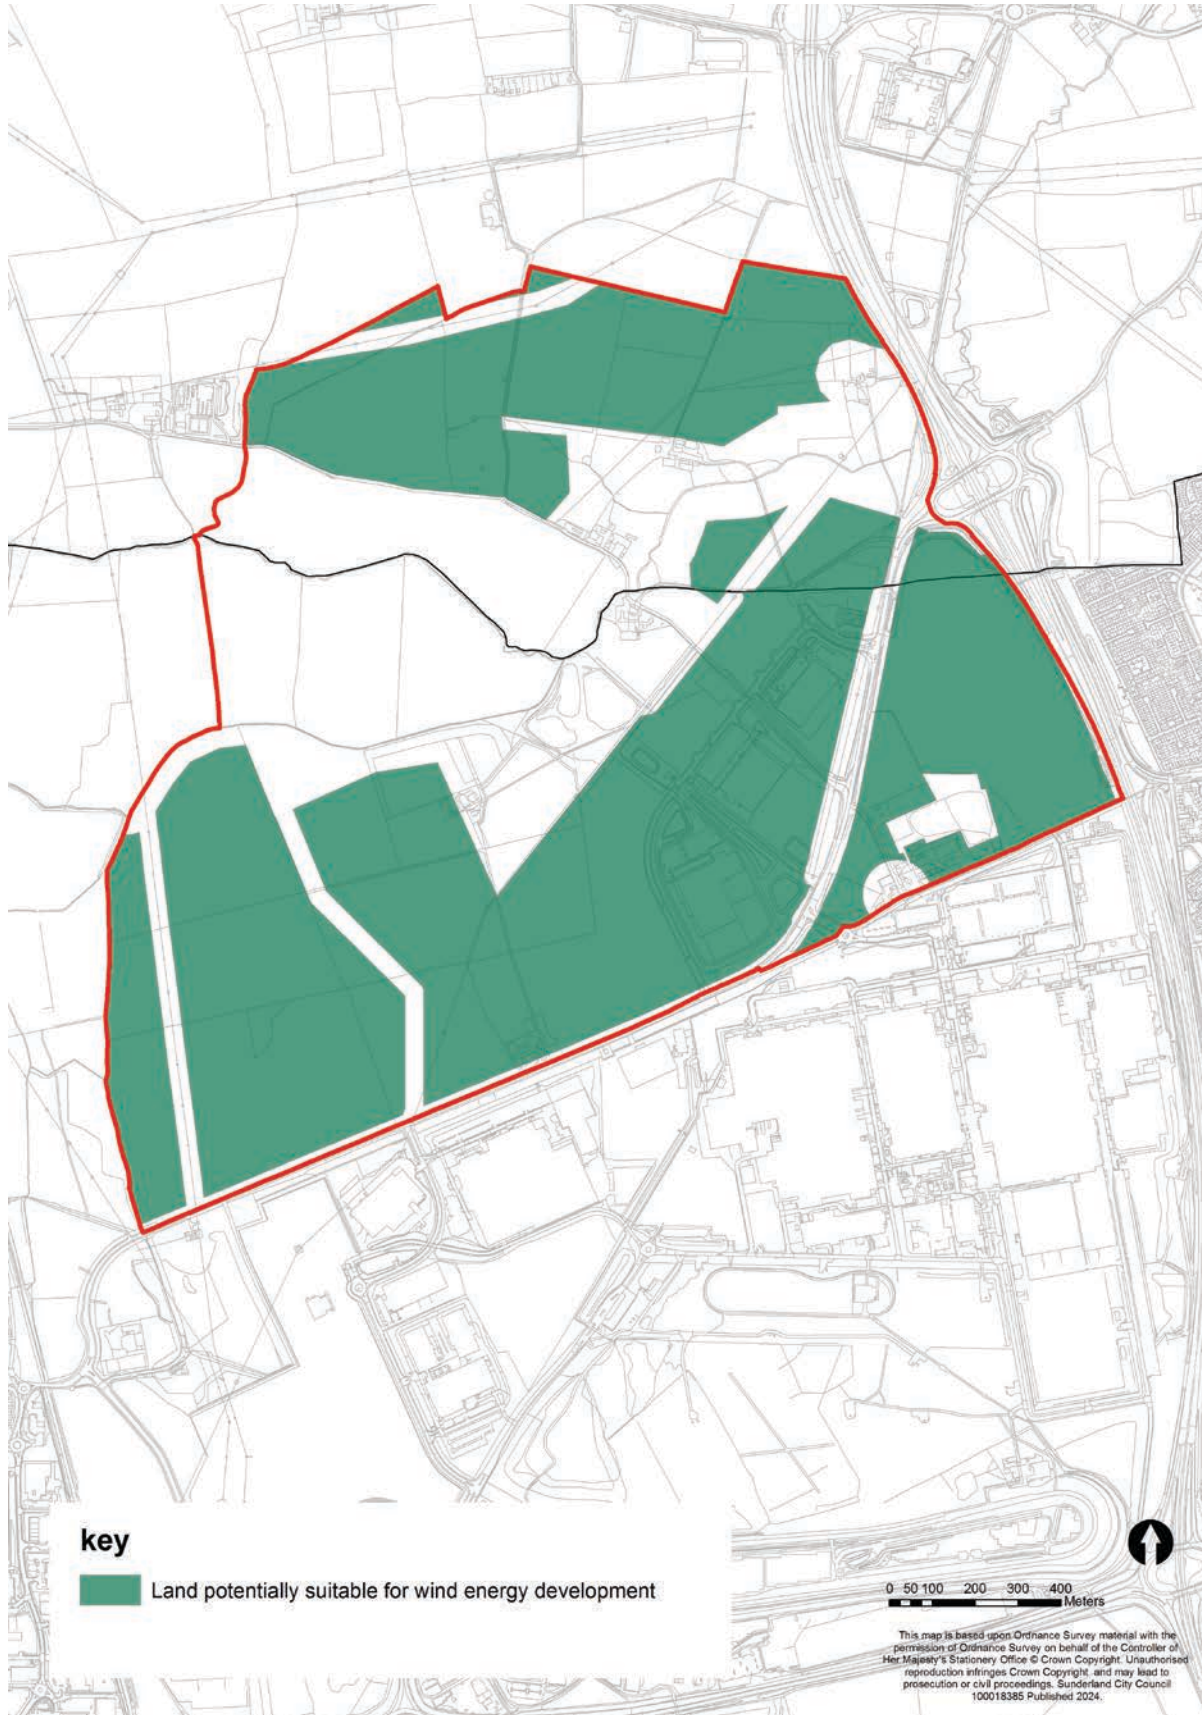 key
Land potentially suitable for wind energy development
0 50 100 200 300 400
Meters
This map is based upon Ordnance Survey material with the
permission of Ordnance Survey on behalf of the Controller of
Her Majesty's Stationery Office © Crown Copyright. Unauthorised
reproduction infringes Crown Copyright and may lead to
prosecution or civil proceedings. Sunderland City Council
100018385 Published 2024.